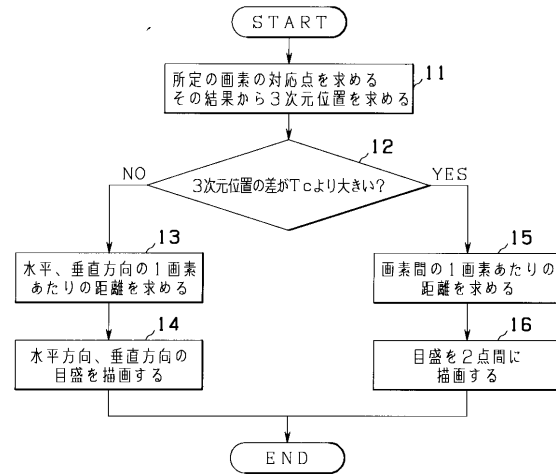 START
11
所定の画素の対応点を求める
その結果から3次元位置を求める
12
NO
YES
3次元位置の差がTcより大きい?
13
水平、垂直方向の1画素
あたりの距離を求める
15
画素間の1画素あたりの
距離を求める
14
水平方向、垂直方向の
目盛を描画する
16
目盛を2点間に
描画する
END